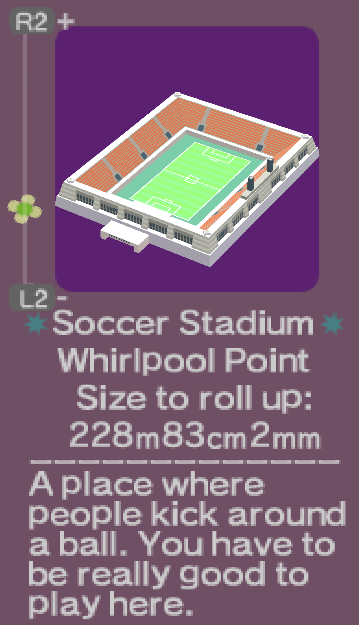 R2 +
L2 -
Soccer Stadium
Whirlpool Point
Size to roll up:
228m83cm2mm
A place where
people kick around
a ball. You have to
be really good to
play here.